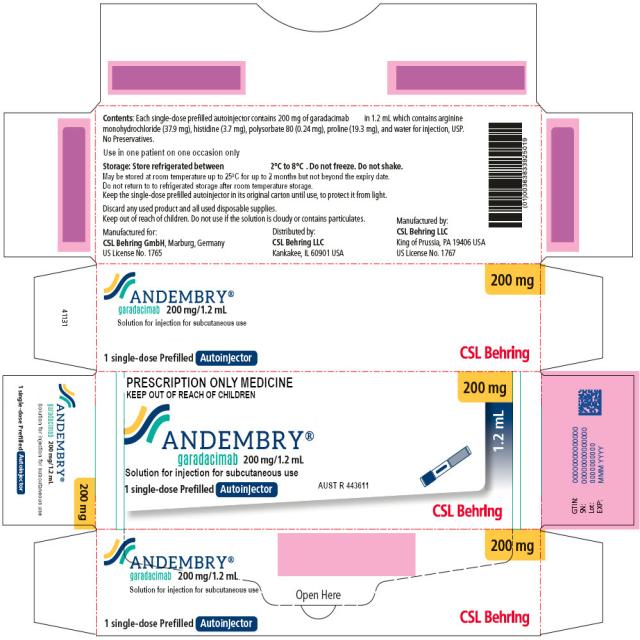 Contents: Each single-dose prefilled autoinjector contains 200 mg of garadacimab in 1.2 mL which contains arginine
monohydrochloride (37.9 mg), histidine (3.7 mg), polysorbate 80 (0.24 mg), proline (19.3 mg), and water for injection, USP.
No Preservatives.
Use in one patient on one occasion only
Storage: Store refrigerated between 2°C to 8°C . Do not freeze. Do not shake.
May be stored at room temperature up to 25°C for up to 2 months but not beyond the expiry date.
Do not return to to refrigerated storage after room temperature storage.
Keep the single-dose prefilled autoinjector in its original carton until use, to protect it from light.
Discard any used product and all used disposable supplies.
Keep out of reach of children. Do not use if the solution is cloudy or contains particulates.
Manufactured for:
CSL Behring GmbH, Marburg, Germany
US License No. 1765
Distributed by:
CSL Behring LLC
Kankakee, IL 60901 USA
Manufactured by:
CSL Behring LLC
King of Prussia, PA 19406 USA
US License No. 1767
(01)00363833925019
41131
200 mg
ANDEMBRY®
garadacimab 200 mg/1.2 mL
Solution for injection for subcutaneous use
1 single-dose Prefilled Autoinjector
CSL Behring
ANDEMBRY®
garadacimab 200 mg/1.2 mL
Solution for injection for subcutaneous use
1 single-dose Prefilled Autoinjector
200 mg
PRESCRIPTION ONLY MEDICINE
KEEP OUT OF REACH OF CHILDREN
200 mg
1.2 mL
ANDEMBRY®
garadacimab 200 mg/1.2 mL
Solution for injection for subcutaneous use
1 single-dose Prefilled Autoinjector
AUST R 443611
CSL Behring
GTIN: 00000000000000
SN: 00000000000000
Lot: 0000000000
EXP: MMM YYYY
200 mg
ANDEMBRY®
garadacimab 200 mg/1.2 mL
Solution for injection for subcutaneous use
Open Here
1 single-dose Prefilled Autoinjector
CSL Behring